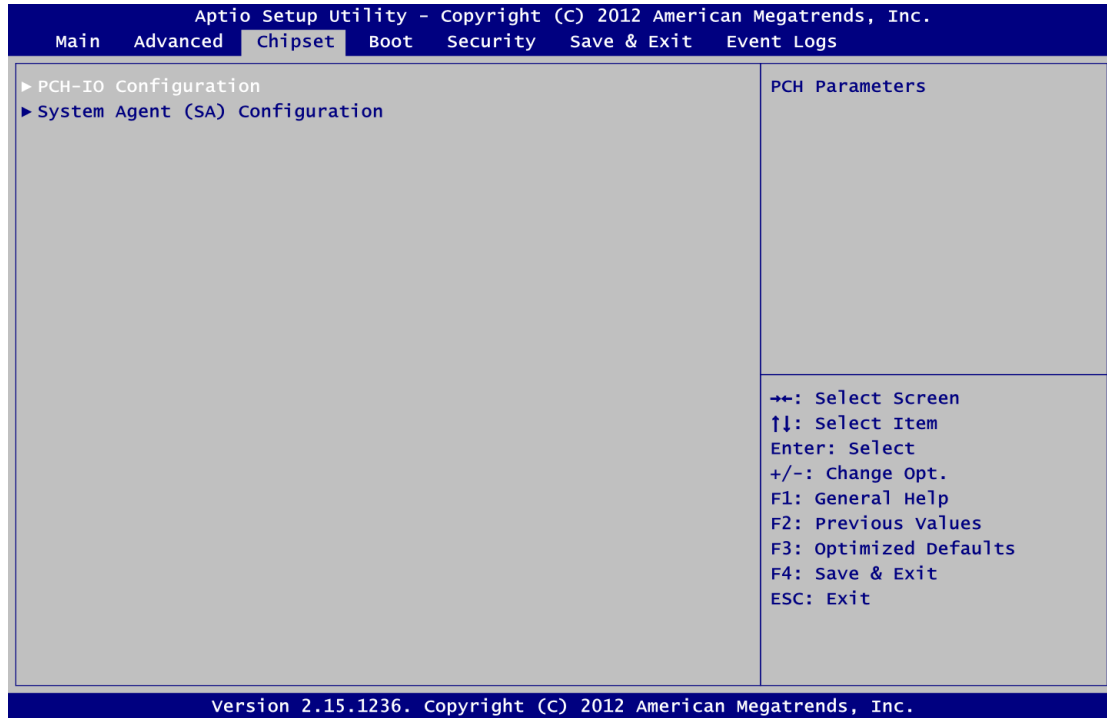 Aptio Setup Utility - Copyright (C) 2012 American Megatrends, Inc.
Main Advanced Chipset Boot Security Save & Exit Event Logs
► PCH-IO Configuration
► System Agent (SA) Configuration
PCH Parameters
→←: Select Screen
↑↓: Select Item
Enter: Select
+/-: Change Opt.
F1: General Help
F2: Previous Values
F3: Optimized Defaults
F4: Save & Exit
ESC: Exit
Version 2.15.1236. Copyright (C) 2012 American Megatrends, Inc.